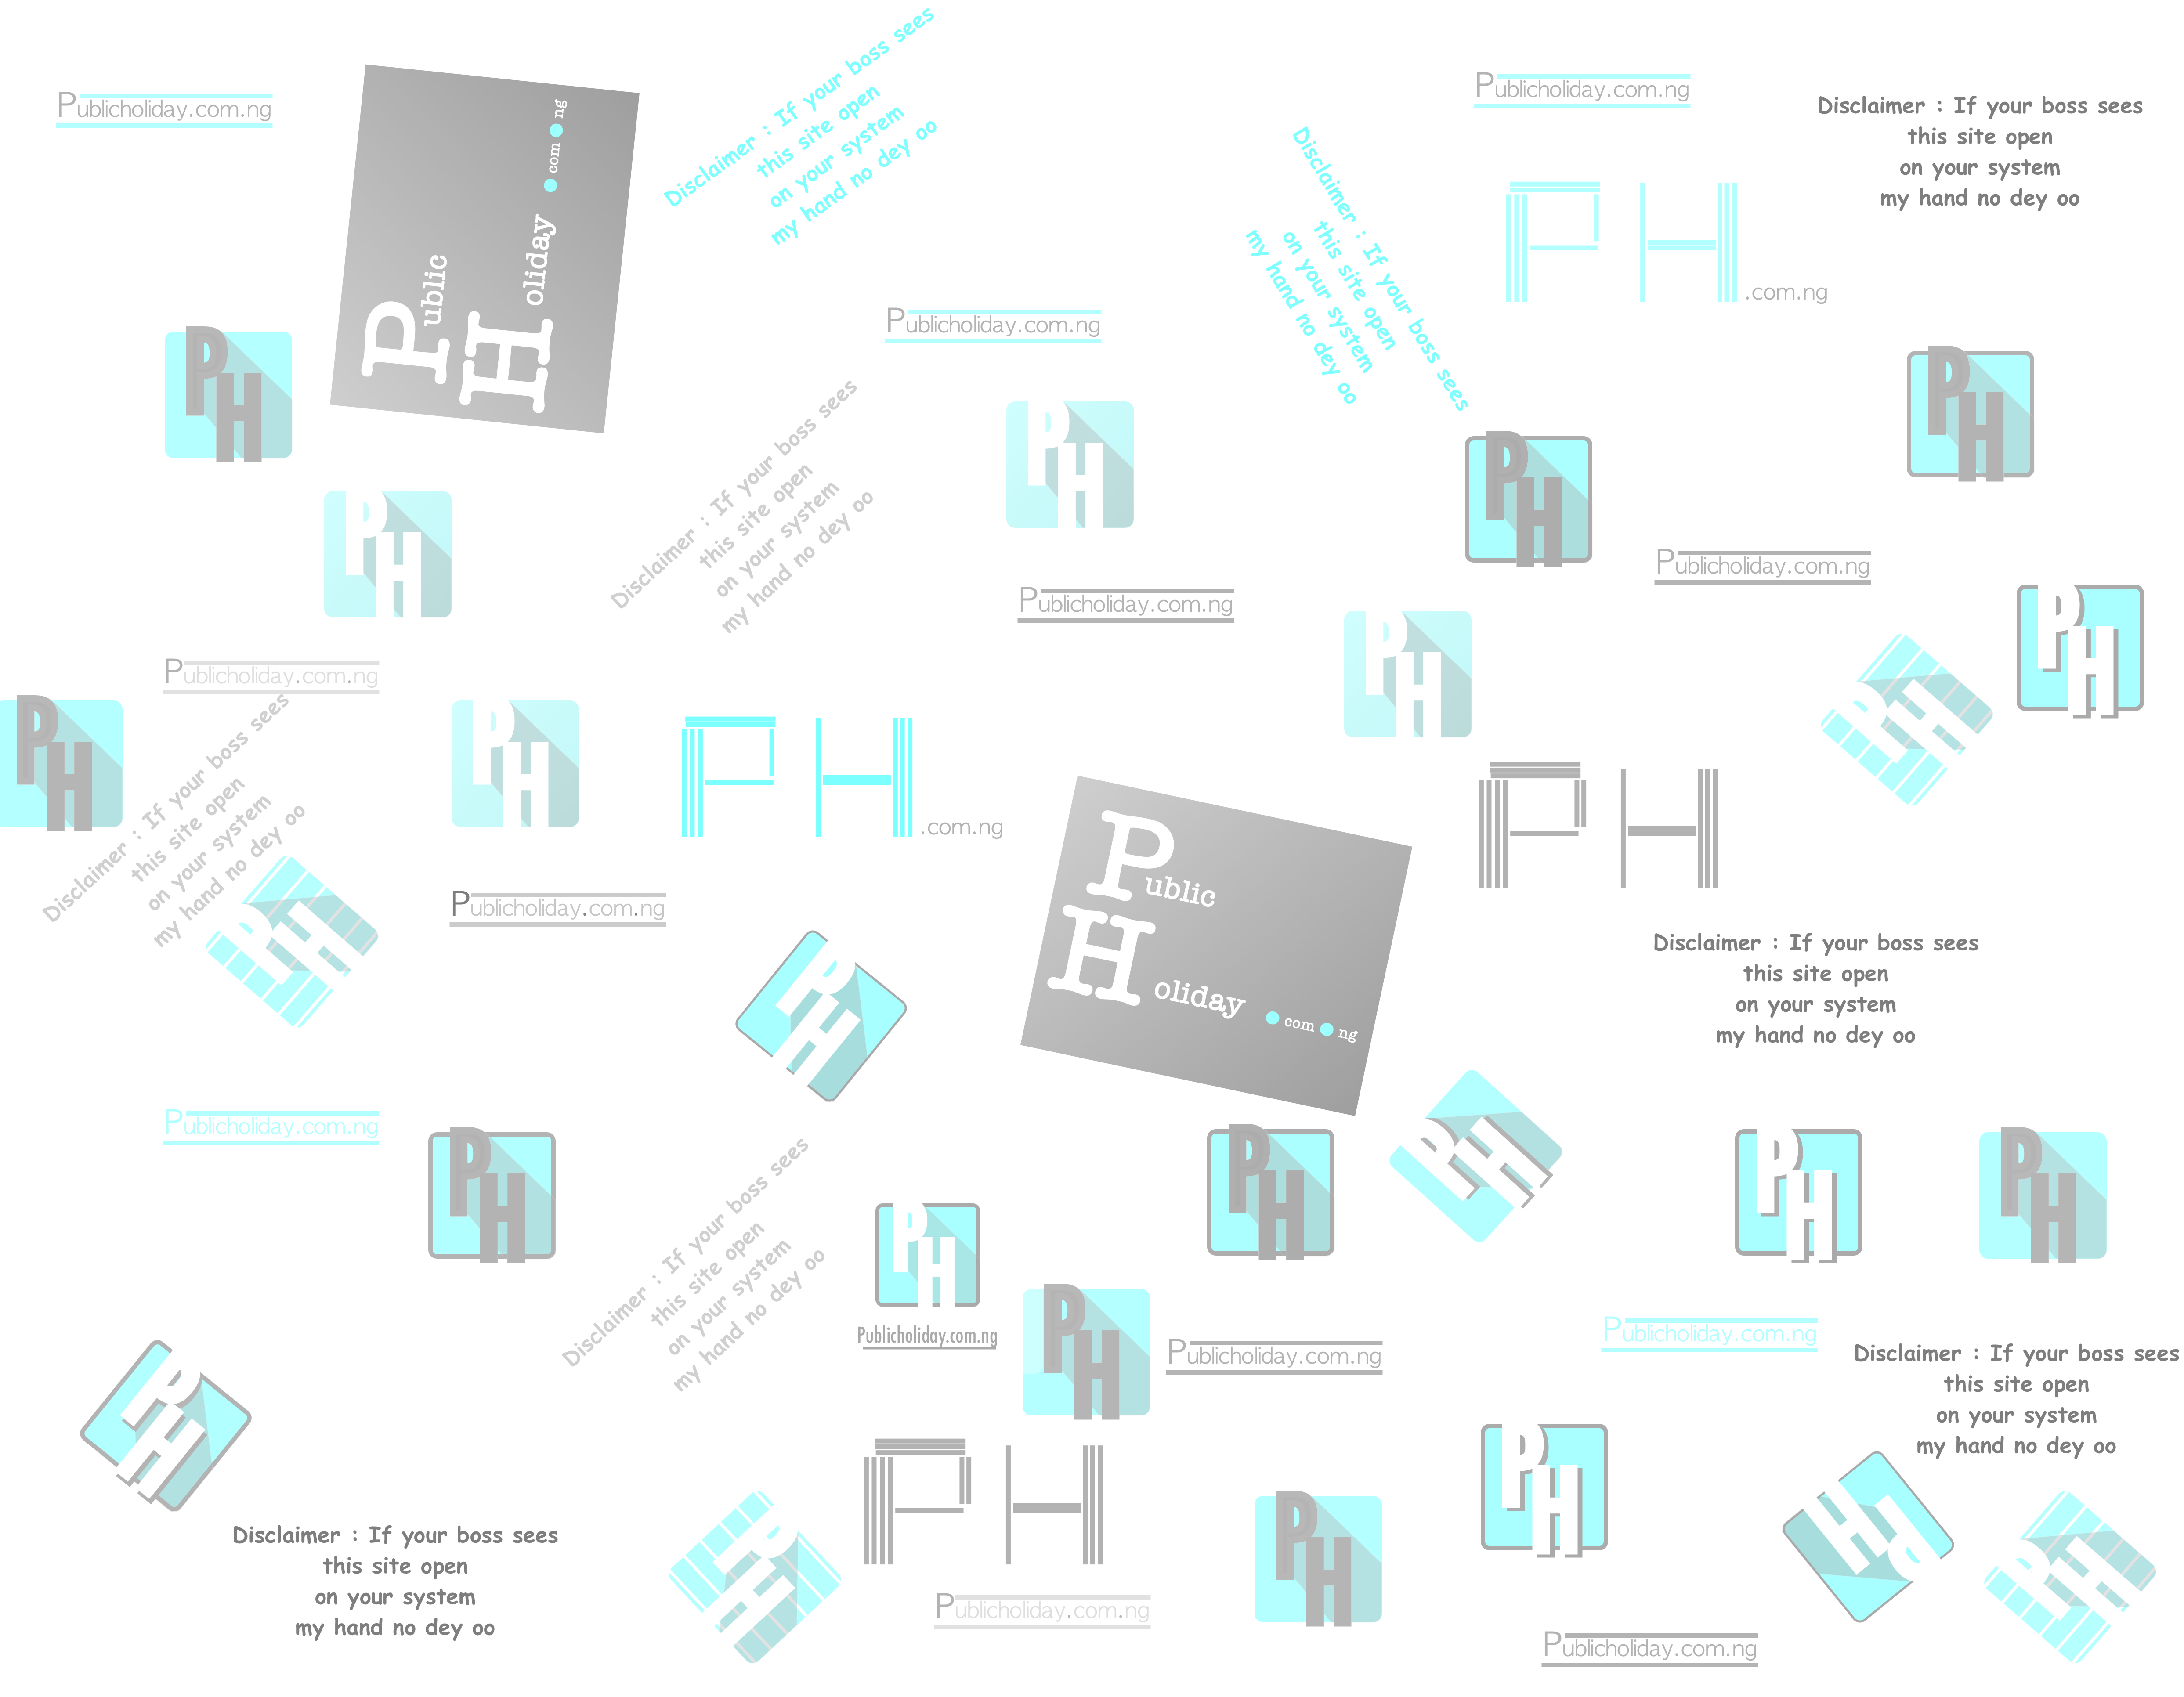 Publicholiday.com.ng
Public
Holiday
com ng
Disclaimer : If your boss sees
this site open
on your system
my hand no dey oo
Publicholiday.com.ng
Disclaimer : If your boss sees
this site open
on your system
my hand no dey oo
PH.com.ng
Disclaimer : If your boss sees
this site open
on your system
my hand no dey oo
Publicholiday.com.ng
PH
PH
PH
PH
PH
PH
Disclaimer : If your boss sees
this site open
on your system
my hand no dey oo
Publicholiday.com.ng
Publicholiday.com.ng
PH
PH
PH
Publicholiday.com.ng
PH
PH
PH.com.ng
PH
Disclaimer : If your boss sees
this site open
on your system
my hand no dey oo
PH
Publicholiday.com.ng
PH
Public
Holiday
com ng
Disclaimer : If your boss sees
this site open
on your system
my hand no dey oo
Publicholiday.com.ng
PH
PH
PH
PH
PH
Disclaimer : If your boss sees
this site open
on your system
my hand no dey oo
PH
Publicholiday.com.ng
PH
Publicholiday.com.ng
Publicholiday.com.ng
Disclaimer : If your boss sees
this site open
on your system
my hand no dey oo
PH
PH
PH
PH
PH
Disclaimer : If your boss sees
this site open
on your system
my hand no dey oo
PH
PH
PH
Publicholiday.com.ng
Publicholiday.com.ng